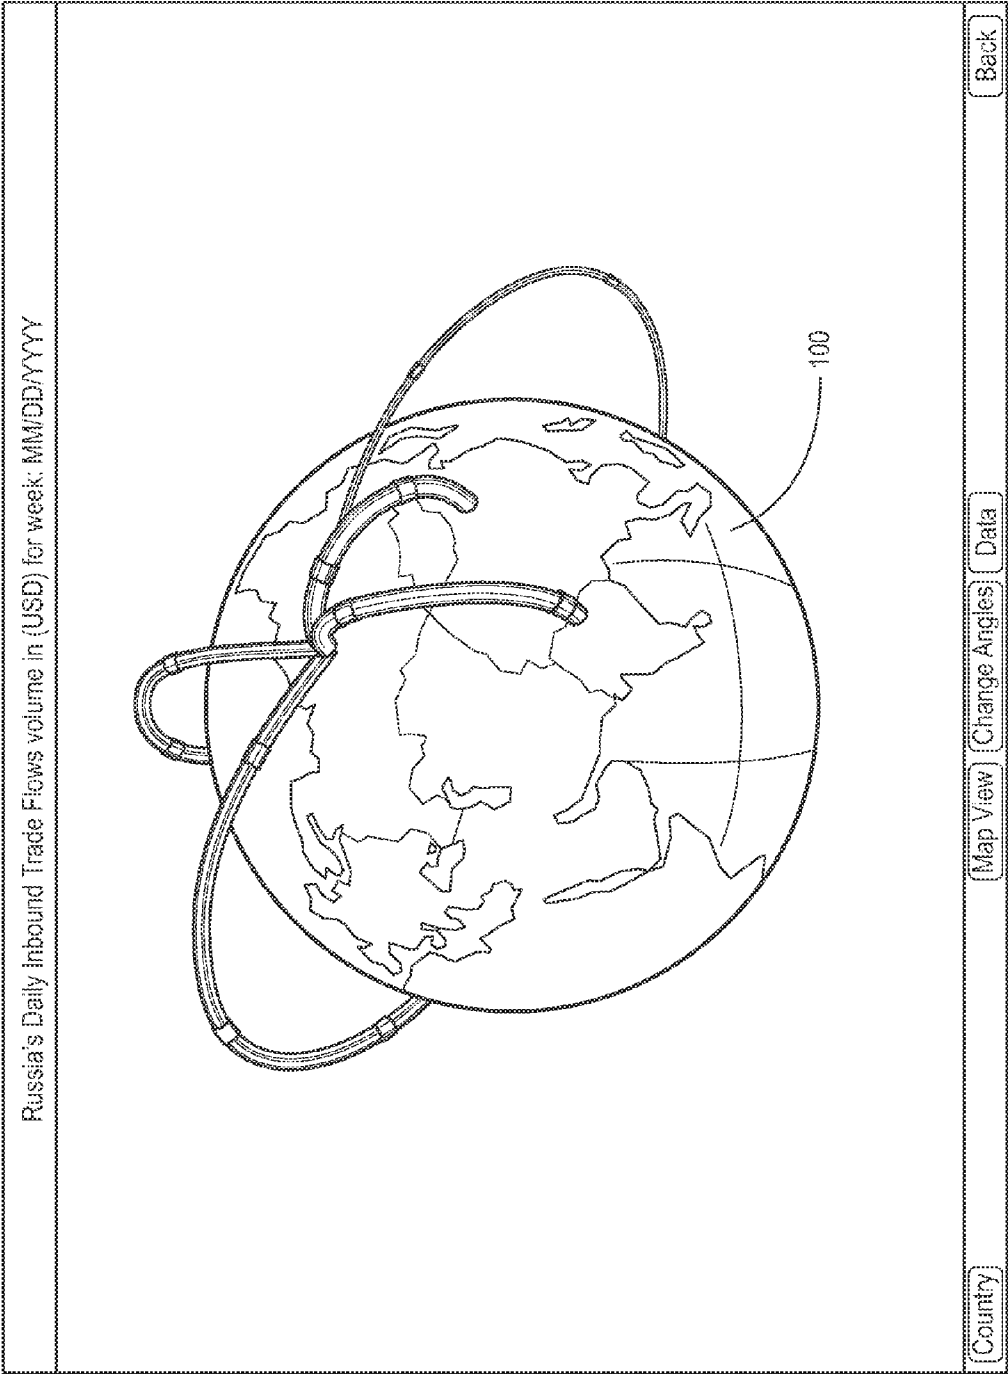 Russia's Daily Inbound Trade Flows volume in (USD) for week: MM/DD/YYYY
100
Country
Map View
Change Angles
Data
Back